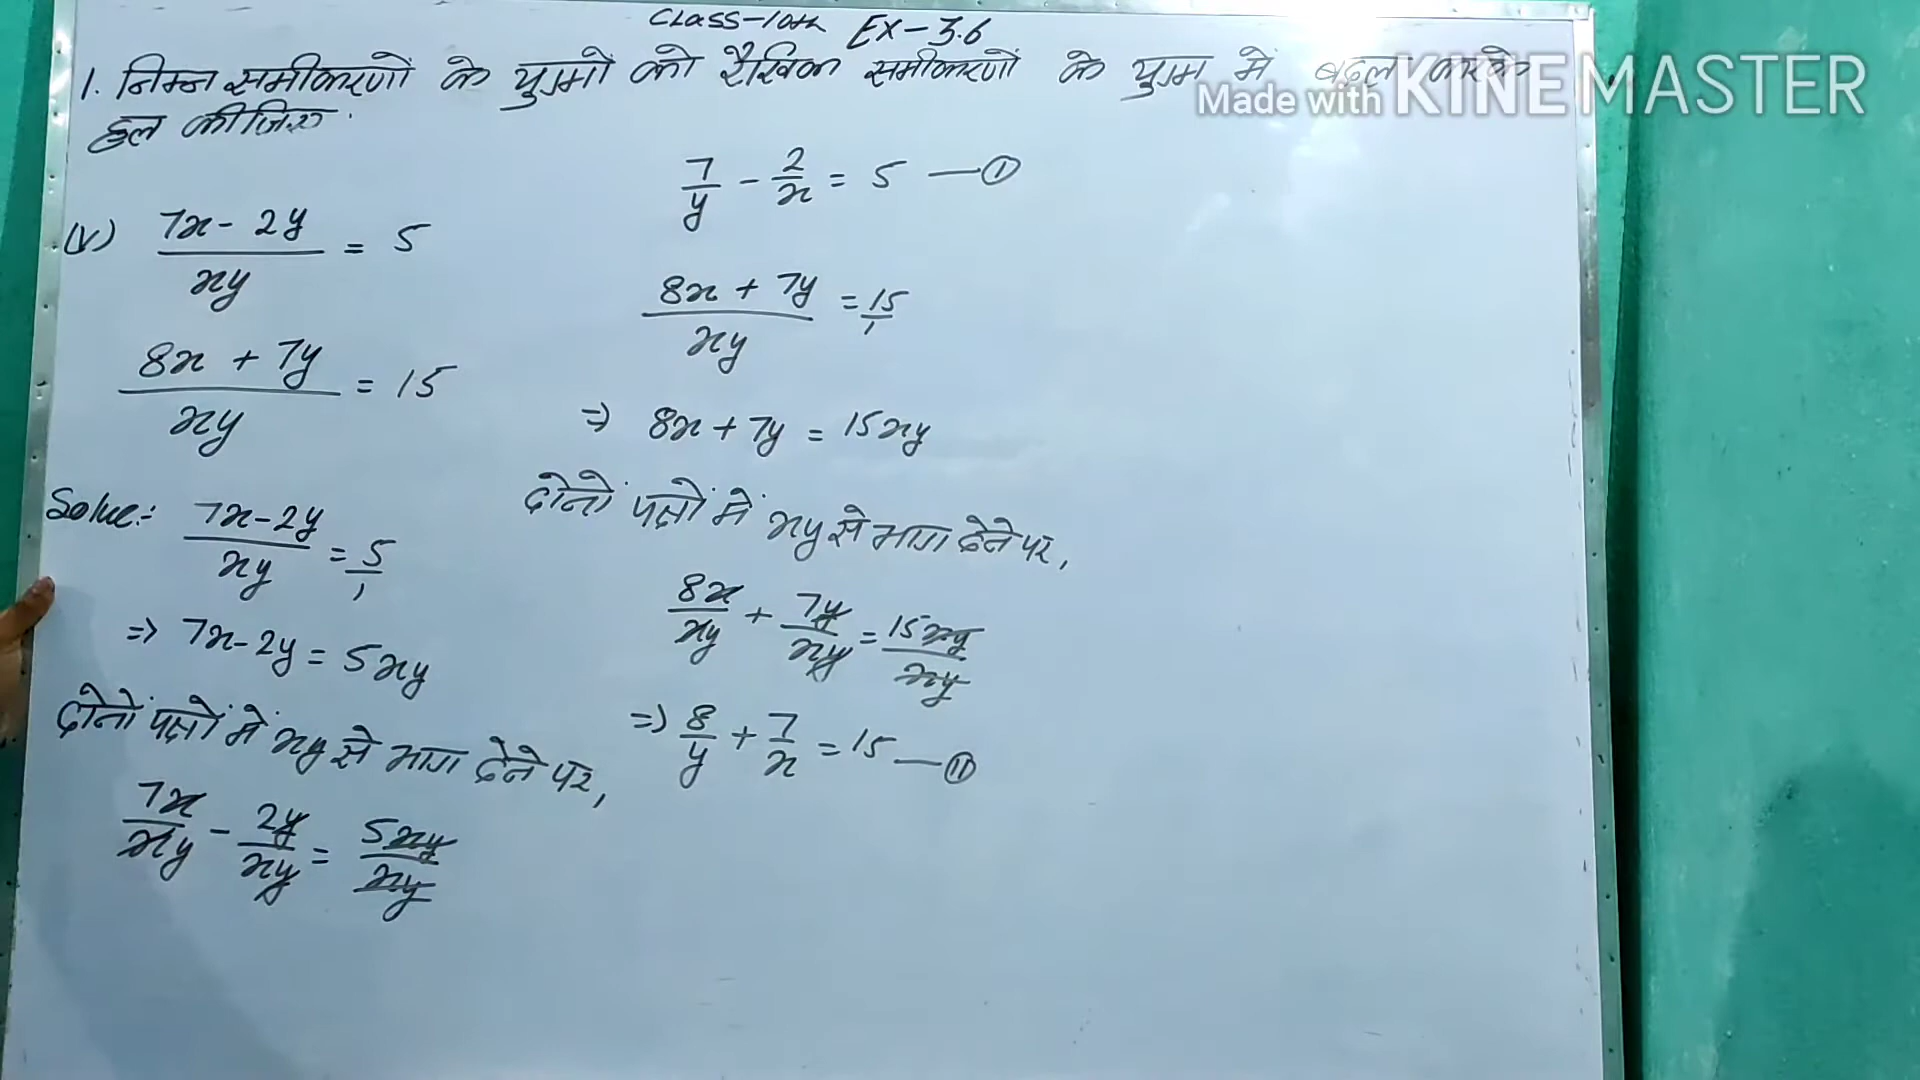 Class-10th Ex-3.6
1. निम्न समीकरणों के युग्मों को रैखिक समीकरणों के युग्म में बदल करके
हल कीजिए.
Made with KINEMASTER
(V) 7x-2y/xy = 5
8x+7y/xy = 15
Solue:- 7x-2y/xy = 5/1
=> 7x-2y = 5xy
दोनों पक्षों में xy से भाग देने पर,
7x/xy - 2y/xy = 5xy/xy
7/y - 2/x = 5 —①
8x+7y/xy = 15/1
=> 8x+7y = 15xy
दोनों पक्षों में xy से भाग देने पर,
8x/xy + 7y/xy = 15xy/xy
=> 8/y + 7/x = 15 —⑪